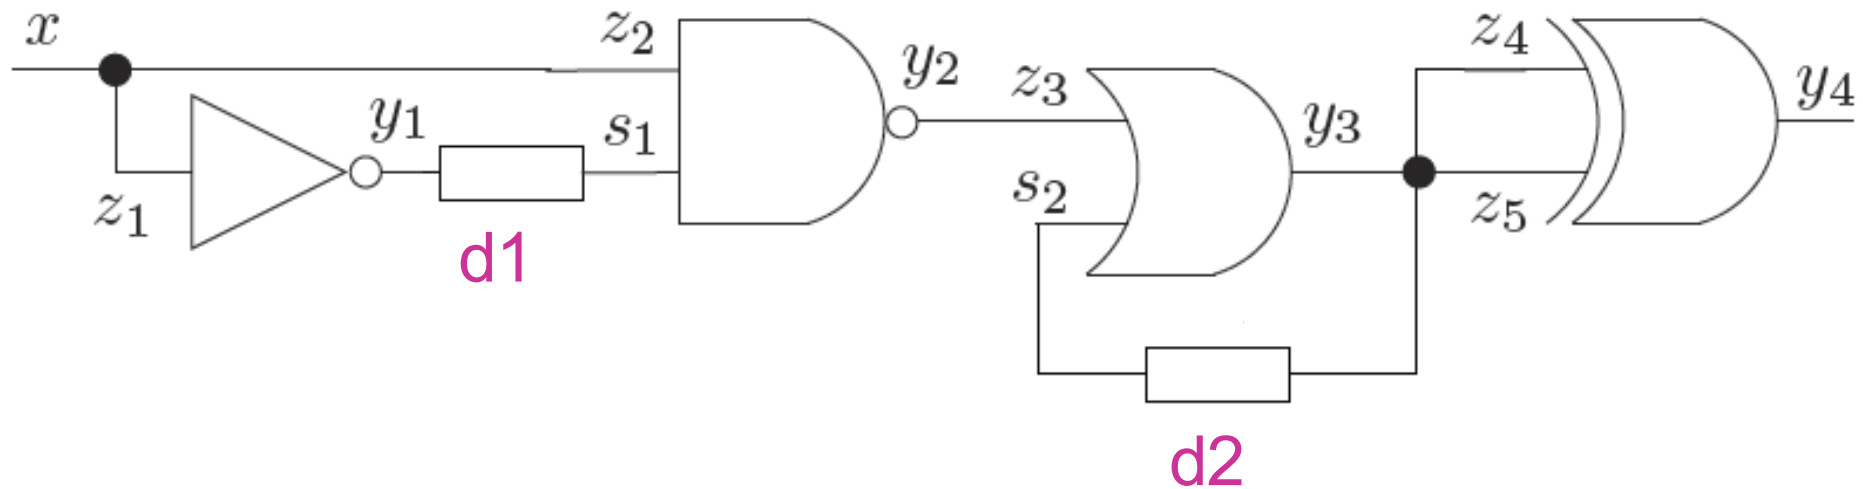 x
z₂
y₂
z₄
z₃
y₄
y₁
s₁
y₃
z₁
s₂
z₅
d1
d2